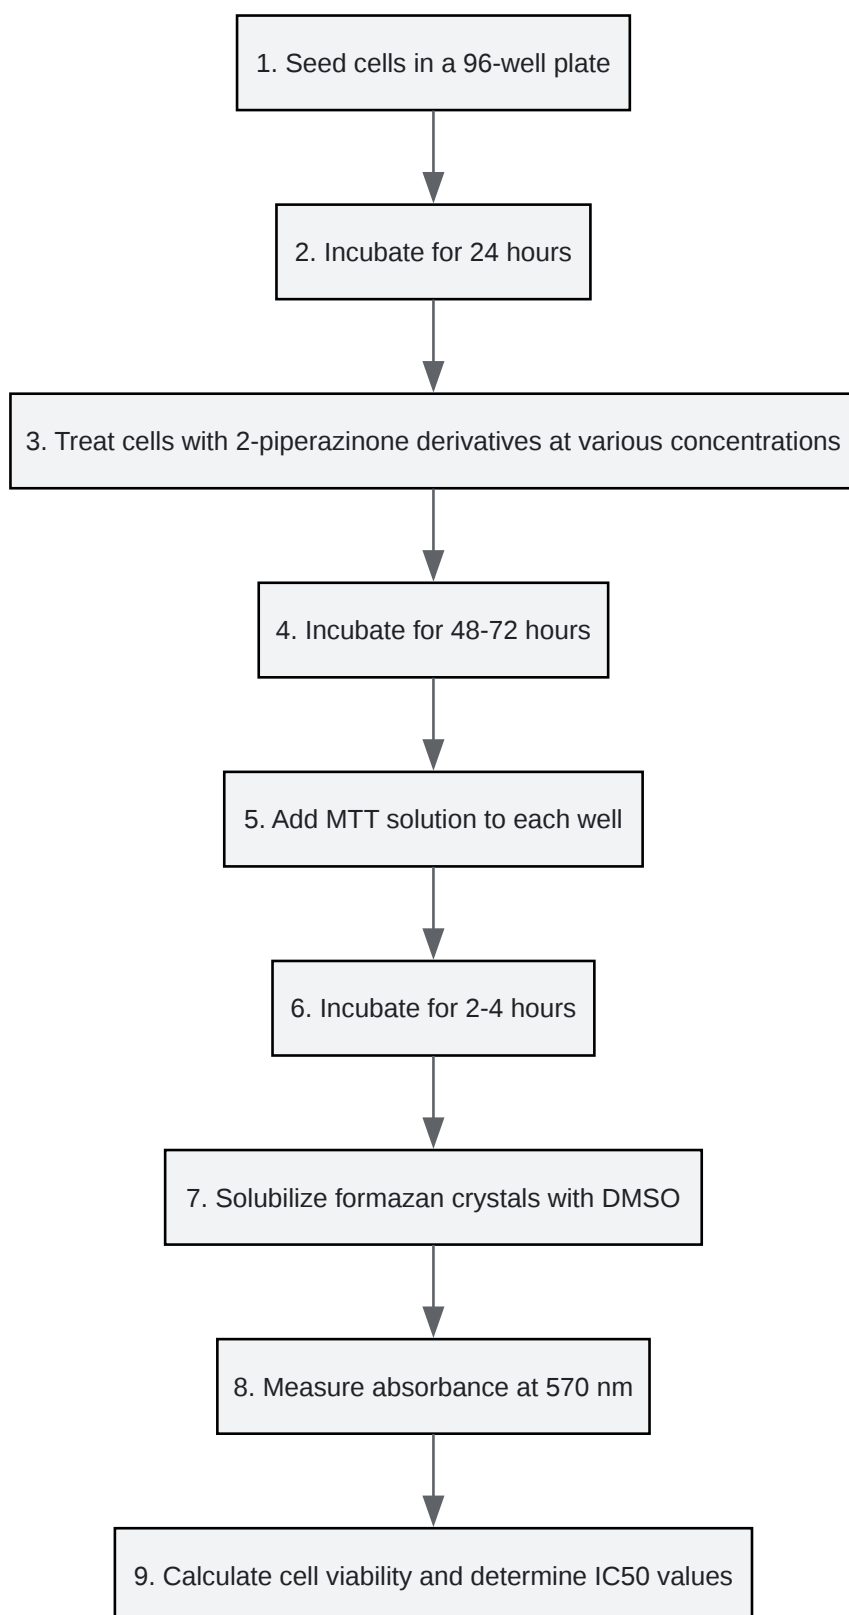 1. Seed cells in a 96-well plate
2. Incubate for 24 hours
3. Treat cells with 2-piperazinone derivatives at various concentrations
4. Incubate for 48-72 hours
5. Add MTT solution to each well
6. Incubate for 2-4 hours
7. Solubilize formazan crystals with DMSO
8. Measure absorbance at 570 nm
9. Calculate cell viability and determine IC50 values